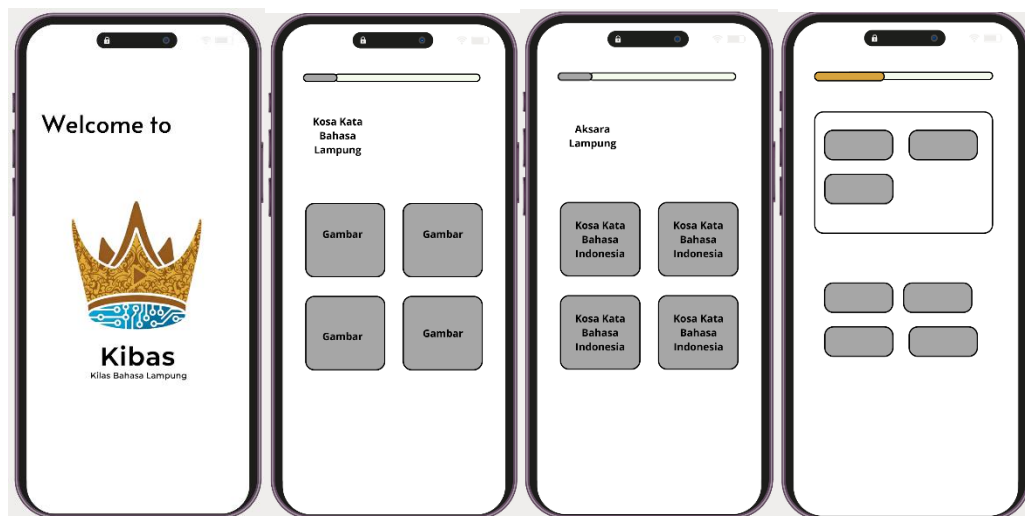 Welcome to
Kibas
Kilas Bahasa Lampung
Kosa Kata
Bahasa
Lampung
Gambar
Gambar
Gambar
Gambar
Aksara
Lampung
Kosa Kata
Bahasa
Indonesia
Kosa Kata
Bahasa
Indonesia
Kosa Kata
Bahasa
Indonesia
Kosa Kata
Bahasa
Indonesia